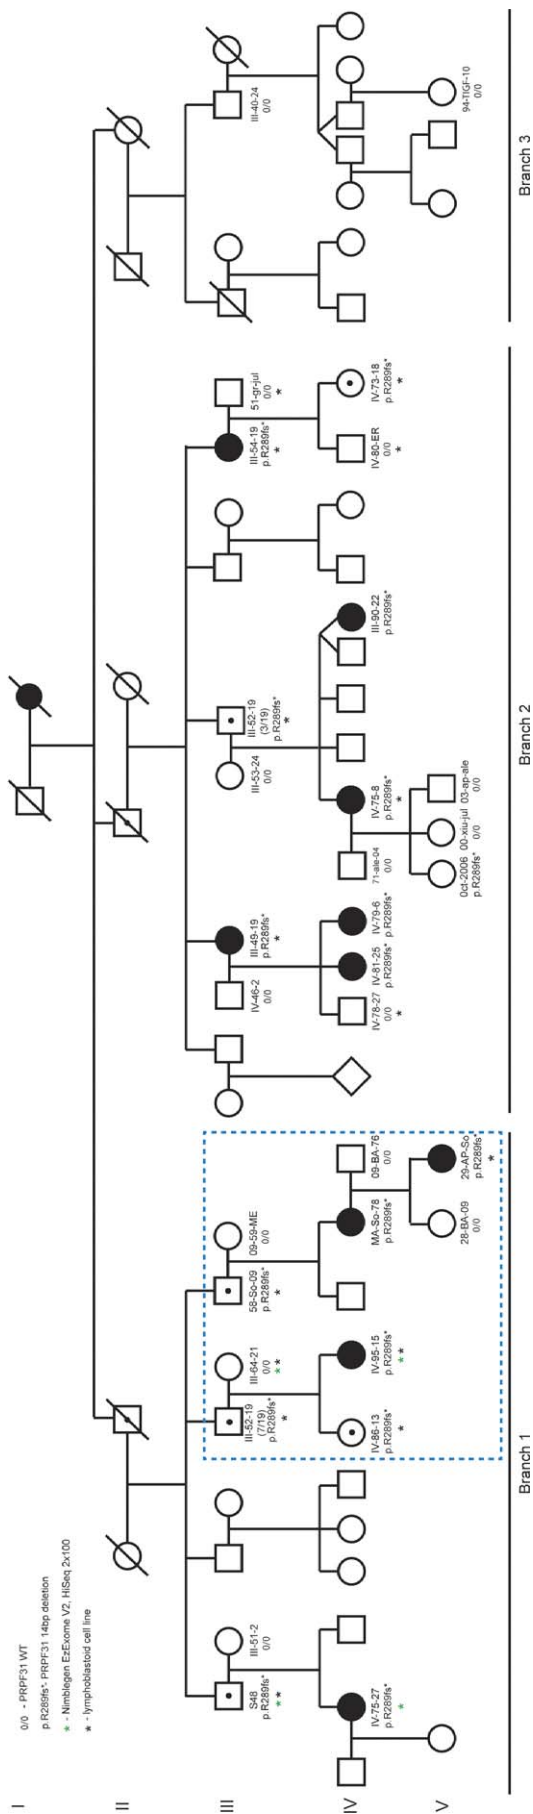 0/0 - PRPF31 WT
p.R289fs*- PRPF31 14bp deletion
* - Nimblegen EzExome V2, HiSeq 2x100
* - lymphoblastoid cell line
I
II
III
IV
V
S48
p.R289fs*
**
III-51-2
0/0
III-52-19
(7/19)
p.R289fs*
*
III-64-21
0/0
**
58-So-09
p.R289fs*
*
09-59-ME
0/0
IV-46-2
0/0
III-49-19
p.R289fs*
*
III-53-24
0/0
III-52-19
(3/19)
p.R289fs*
*
III-54-19
p.R289fs*
*
51-gr-jul
0/0
*
III-40-24
0/0
IV-75-27
p.R289fs*
*
IV-86-13
p.R289fs*
*
IV-95-15
p.R289fs*
**
MA-So-78
p.R289fs*
09-BA-76
0/0
IV-78-27
0/0
*
IV-81-25
p.R289fs*
IV-79-6
p.R289fs*
71-ale-04
0/0
IV-75-8
p.R289fs*
*
III-90-22
p.R289fs*
IV-80-ER
0/0
*
IV-73-18
p.R289fs*
*
28-BA-09
0/0
29-AP-So
p.R289fs*
*
Oct-2006
p.R289fs*
00-xiu-jul
0/0
03-ap-ale
0/0
94-TIGF-10
0/0
Branch 1
Branch 2
Branch 3